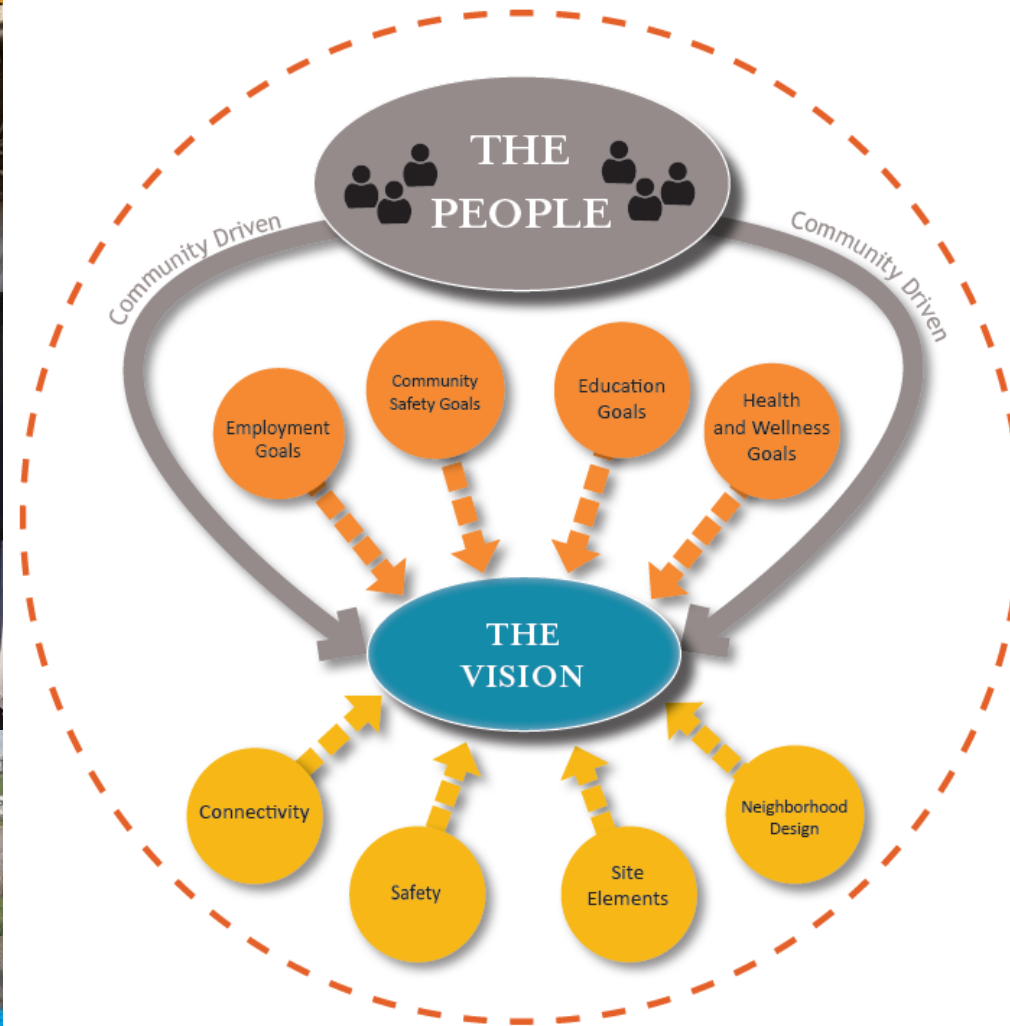 THE
PEOPLE
Community Driven
Community Driven
Employment
Goals
Community
Safety Goals
Education
Goals
Health
and Wellness
Goals
THE
VISION
Connectivity
Safety
Site
Elements
Neighborhood
Design